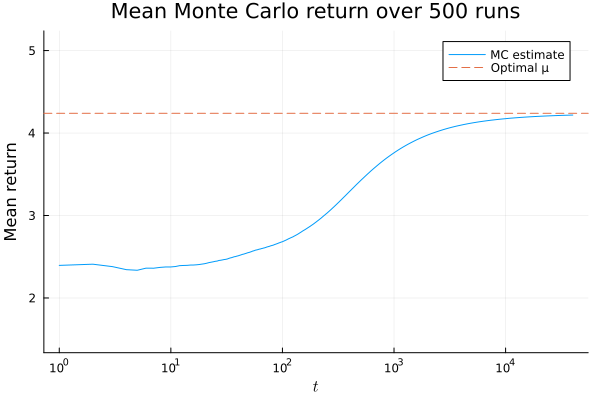 Mean Monte Carlo return over 500 runs
MC estimate
Optimal μ
5
4
3
2
Mean return
10⁰
10¹
10²
10³
10⁴
t